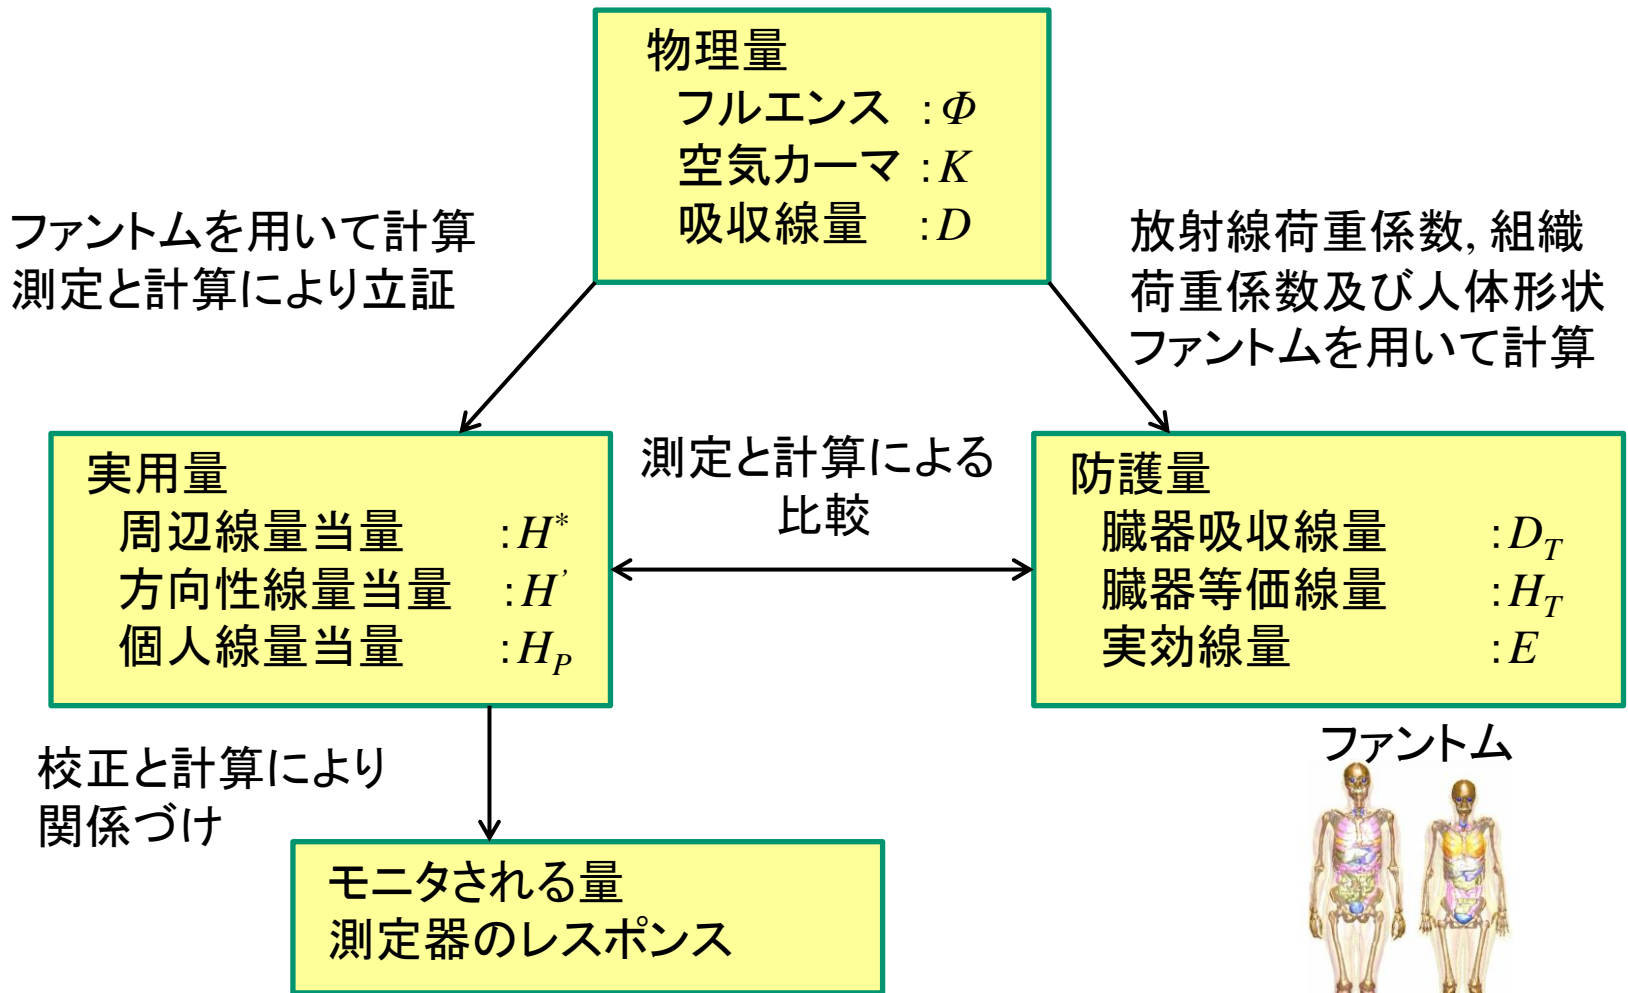 物理量
フルエンス :Φ
空気カーマ :K
吸収線量 :D
ファントムを用いて計算
測定と計算により立証
放射線荷重係数, 組織
荷重係数及び人体形状
ファントムを用いて計算
実用量
周辺線量当量 :H*
方向性線量当量 :H’
個人線量当量 :H_P
測定と計算による
比較
防護量
臓器吸収線量 :D_T
臓器等価線量 :H_T
実効線量 :E
校正と計算により
関係づけ
モニタされる量
測定器のレスポンス
ファントム